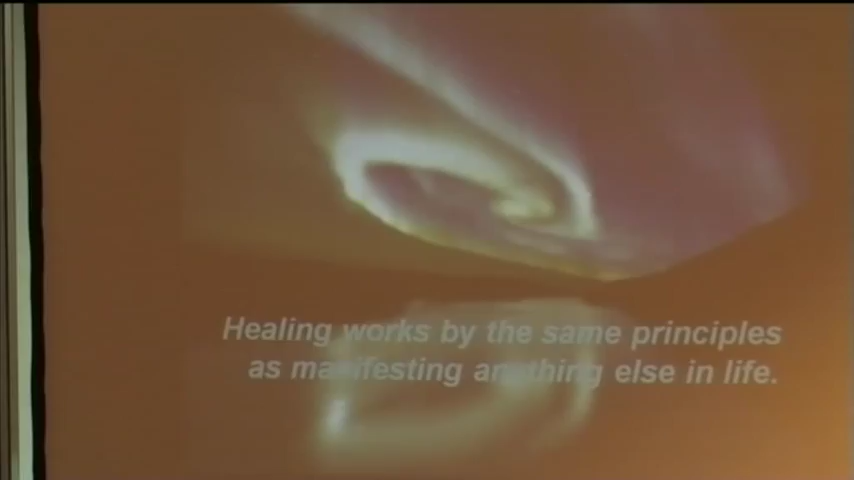 Healing works by the same principles
as manifesting anything else in life.